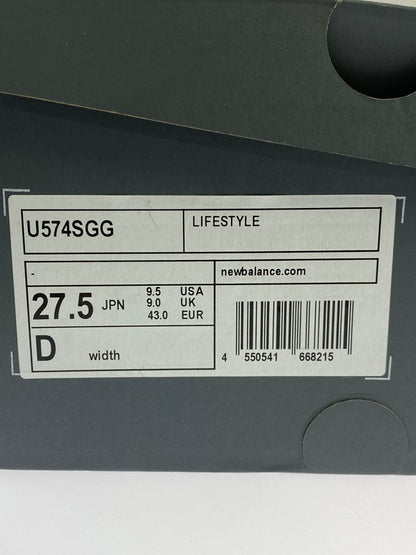 U574SGG
LIFESTYLE
-
newbalance.com
27.5 JPN
9.5 USA
9.0 UK
43.0 EUR
D width
4 550541 668215